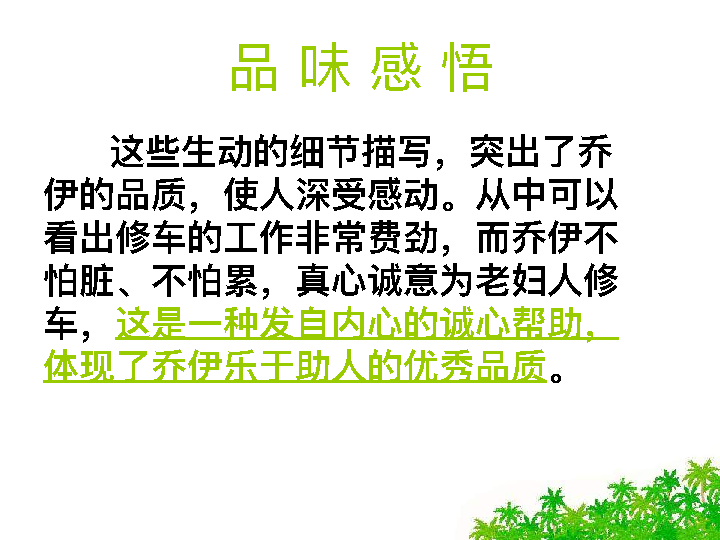 品 味 感 悟
这些生动的细节描写，突出了乔
伊的品质，使人深受感动。从中可以
看出修车的工作非常费劲，而乔伊不
怕脏、不怕累，真心诚意为老妇人修
车，这是一种发自内心的诚心帮助，
体现了乔伊乐于助人的优秀品质。